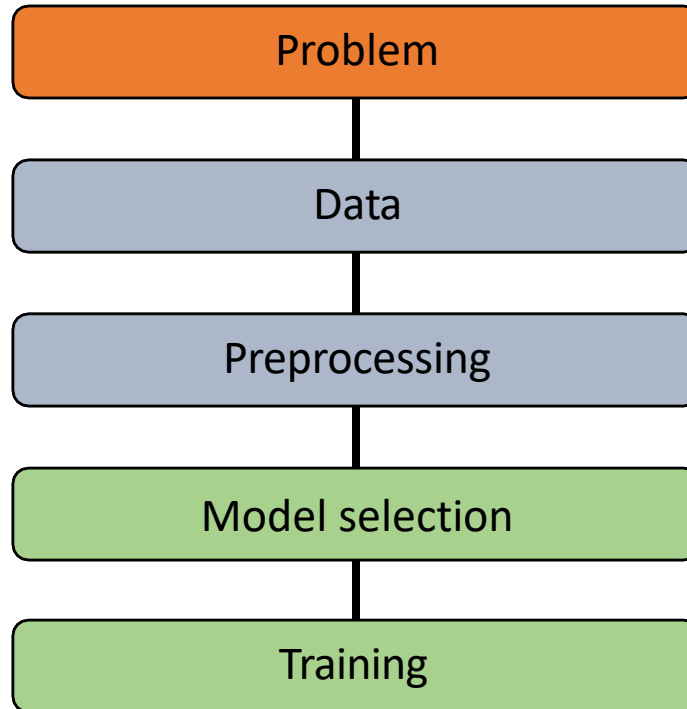 Problem
Data
Preprocessing
Model selection
Training